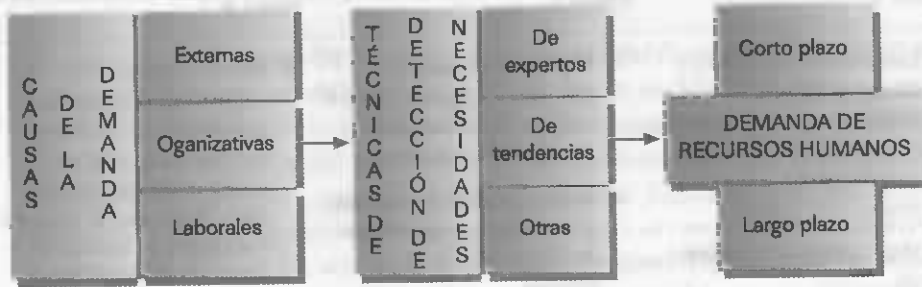 CAUSAS
DE LA
DEMANDA
Externas
Oganizativas
Laborales
TÉCNICAS DE
DETECCIÓN DE
NECESIDADES
De
expertos
De
tendencias
Otras
Corto plazo
DEMANDA DE
RECURSOS HUMANOS
Largo plazo